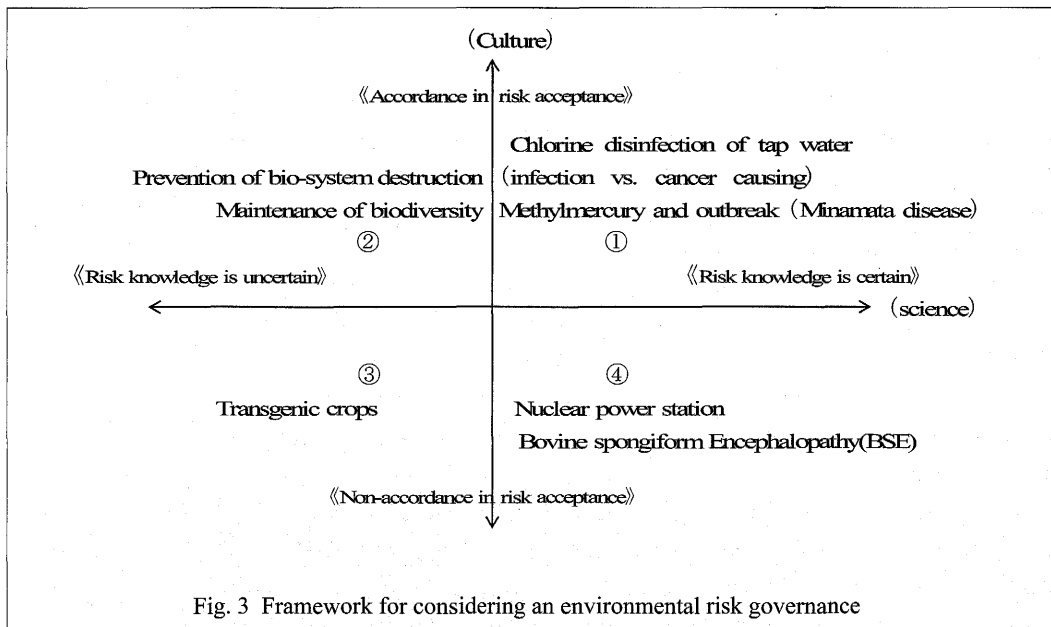 (Culture)
《Accordance in risk acceptance》
Chlorine disinfection of tap water
Prevention of bio-system destruction (infection vs. cancer causing)
Maintenance of biodiversity Methylmercury and outbreak (Minamata disease)
② ①
《Risk knowledge is uncertain》 《Risk knowledge is certain》
(science)
③ ④
Transgenic crops Nuclear power station
Bovine spongiform Encephalopathy(BSE)
《Non-accordance in risk acceptance》
Fig. 3 Framework for considering an environmental risk governance